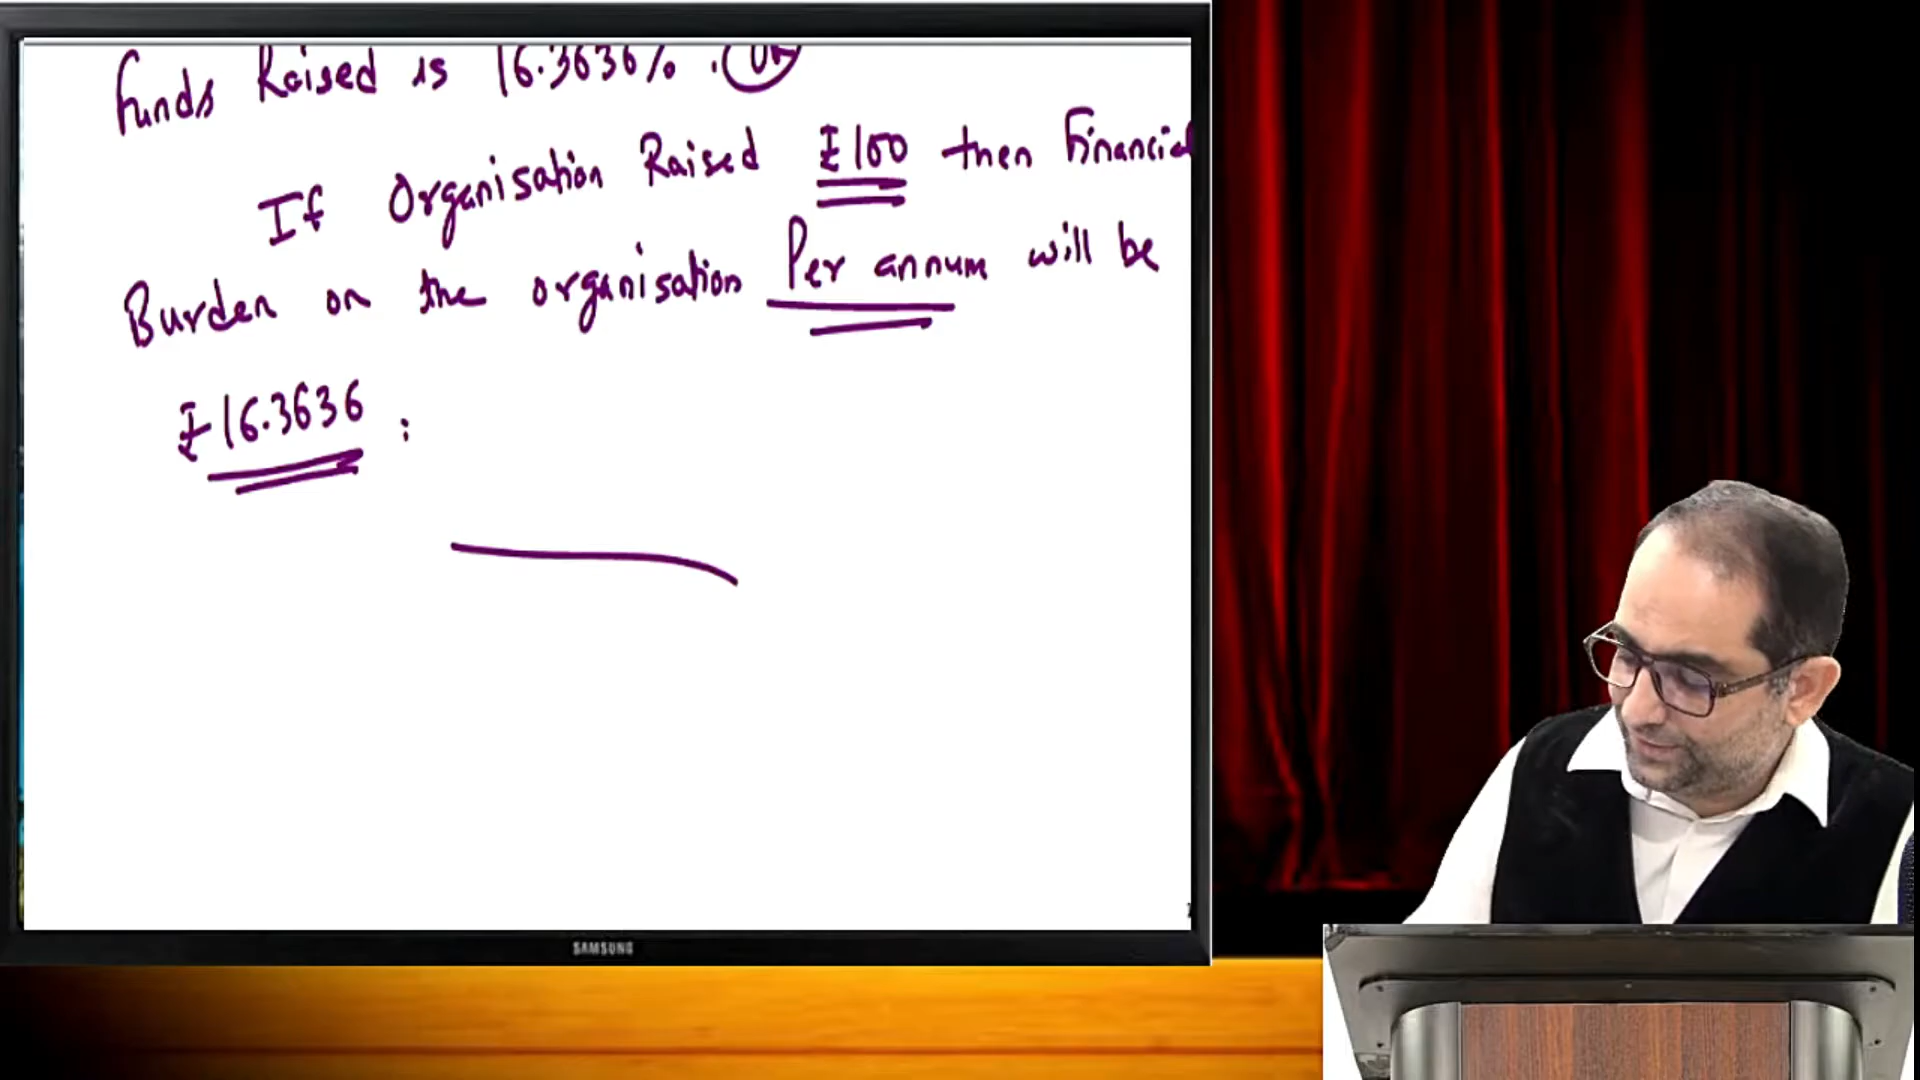 Funds Raised is 16.3636%. OR
If Organisation Raised ₹100 then Financial
Burden on the organisation Per annum will be
₹16.3636 :
SAMSUNG